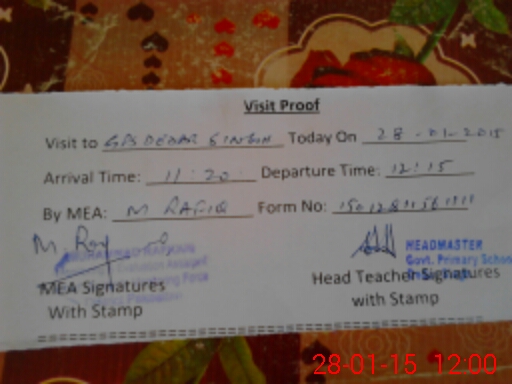 Visit Proof
Visit to GPS DEDAR SINGH Today On 28-01-2015
Arrival Time: 11:20 Departure Time: 12:15
By MEA: M RAFIQ Form No:
HEADMASTER
Govt. Primary School
MEA Signatures Head Teacher Signatures
With Stamp with Stamp
28-01-15 12:00